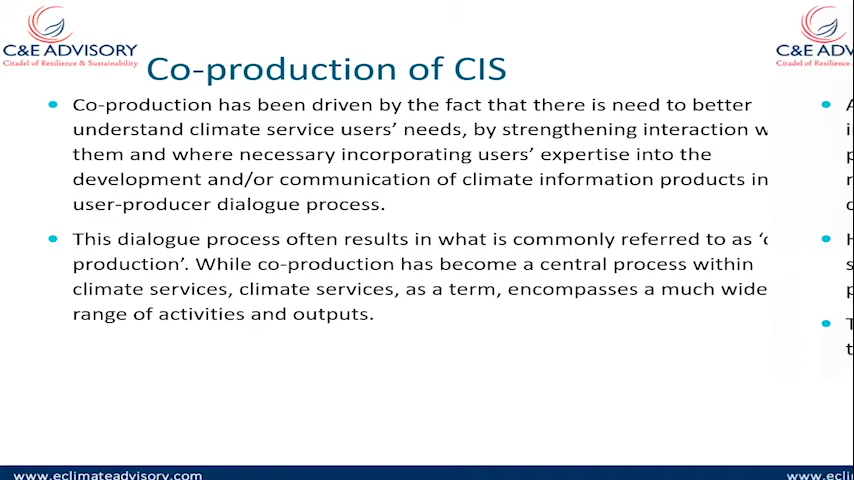 C&E ADVISORY
Citadel of Resilience & Sustainability
Co-production of CIS
• Co-production has been driven by the fact that there is need to better
understand climate service users' needs, by strengthening interaction w
them and where necessary incorporating users' expertise into the
development and/or communication of climate information products in
user-producer dialogue process.
• This dialogue process often results in what is commonly referred to as ‘c
production’. While co-production has become a central process within
climate services, climate services, as a term, encompasses a much wide
range of activities and outputs.
www.eclimateadvisory.com
C&E ADV
Citadel of Resilie
www.eclima